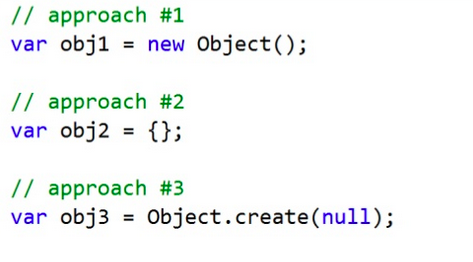 // approach #1
var obj1 = new Object();
// approach #2
var obj2 = {};
// approach #3
var obj3 = Object.create(null);